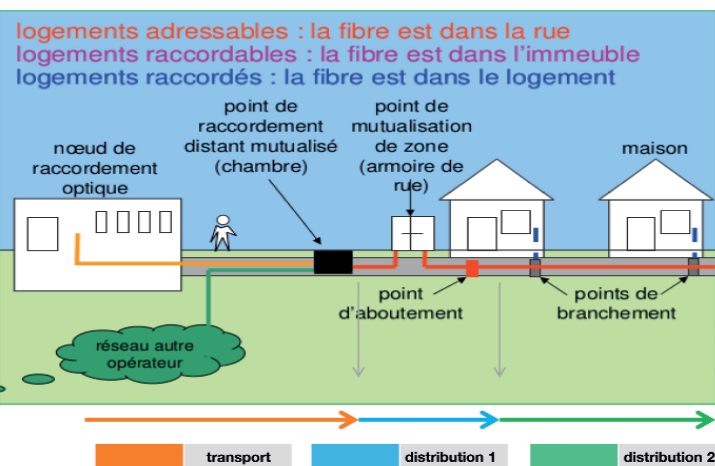 logements adressables : la fibre est dans la rue
logements raccordables : la fibre est dans l'immeuble
logements raccordés : la fibre est dans le logement
nœud de
raccordement
optique
point de
raccordement
distant mutualisé
(chambre)
point de
mutualisation
de zone
(armoire de
rue)
maison
point
d'aboutement
points de
branchement
réseau autre
opérateur
transport
distribution 1
distribution 2